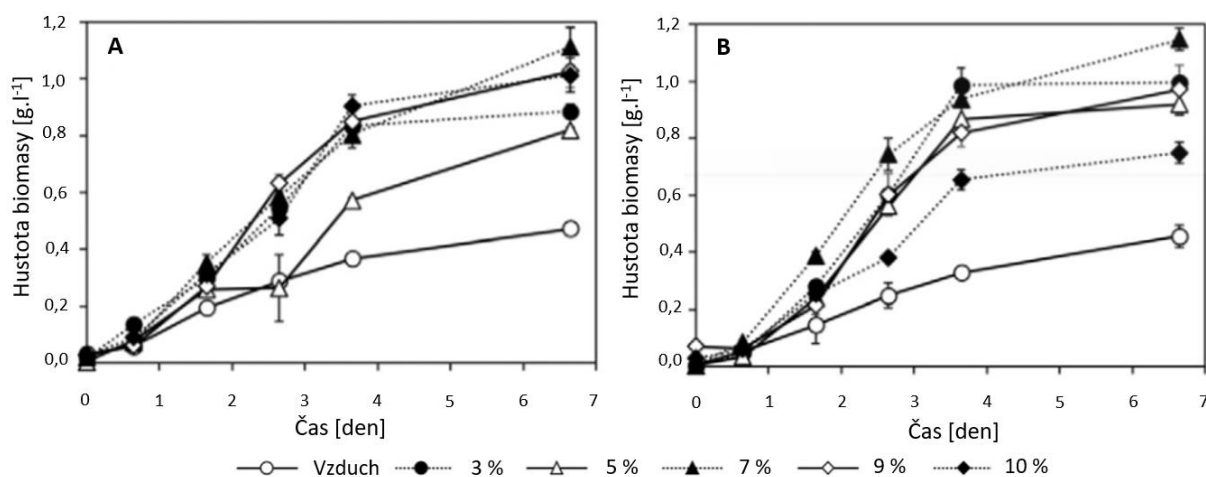 A
Hustota biomasy [g.l⁻¹]
1,2
1,0
0,8
0,6
0,4
0,2
0,0
0 1 2 3 4 5 6 7
Čas [den]
B
Hustota biomasy [g.l⁻¹]
1,2
1,0
0,8
0,6
0,4
0,2
0,0
0 1 2 3 4 5 6 7
Čas [den]
Vzduch 3 % 5 % 7 % 9 % 10 %